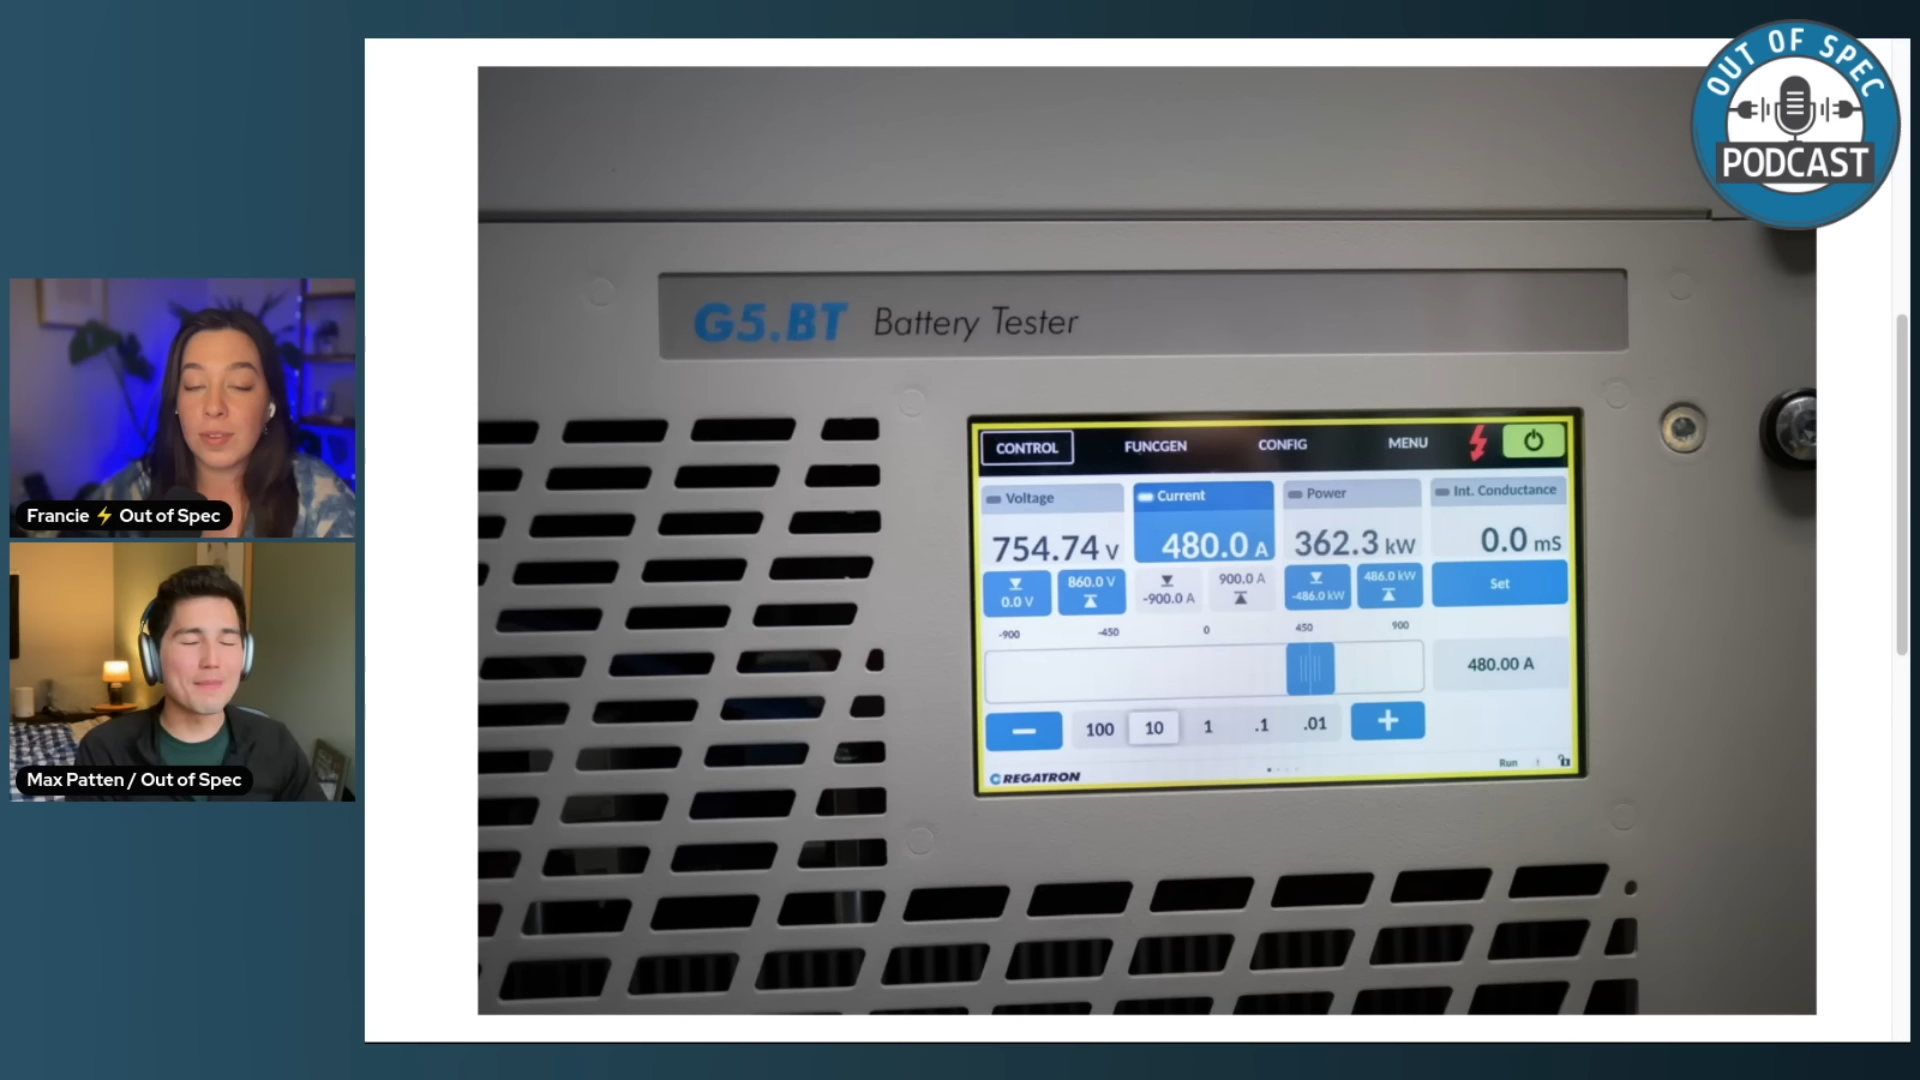 OUT OF SPEC
PODCAST
G5.BT Battery Tester
CONTROL FUNCGEN CONFIG MENU
Voltage Current Power Int. Conductance
754.74 V 480.0 A 362.3 kW 0.0 mS
0.0 V 860.0 V -900.0 A 900.0 A -486.0 kW 486.0 kW Set
-900 -450 0 450 900
480.00 A
100 10 1 .1 .01
REGATRON Run
Francie ⚡ Out of Spec
Max Patten / Out of Spec